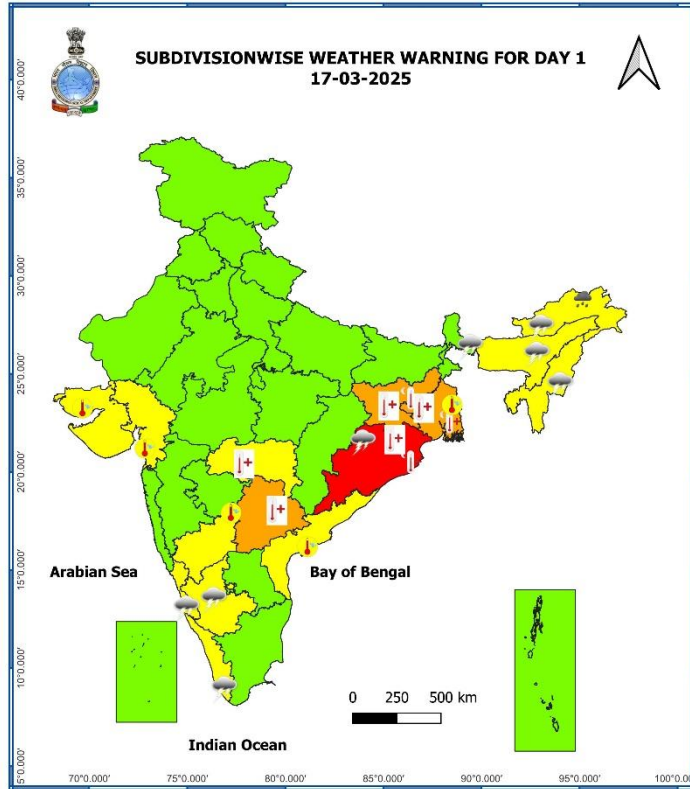 SUBDIVISIONWISE WEATHER WARNING FOR DAY 1
17-03-2025
40°0.000'
35°0.000'
30°0.000'
25°0.000'
20°0.000'
15°0.000'
10°0.000'
5°0.000'
Arabian Sea
Bay of Bengal
0 250 500 km
Indian Ocean
70°0.000' 75°0.000' 80°0.000' 85°0.000' 90°0.000' 95°0.000' 100°0.000'